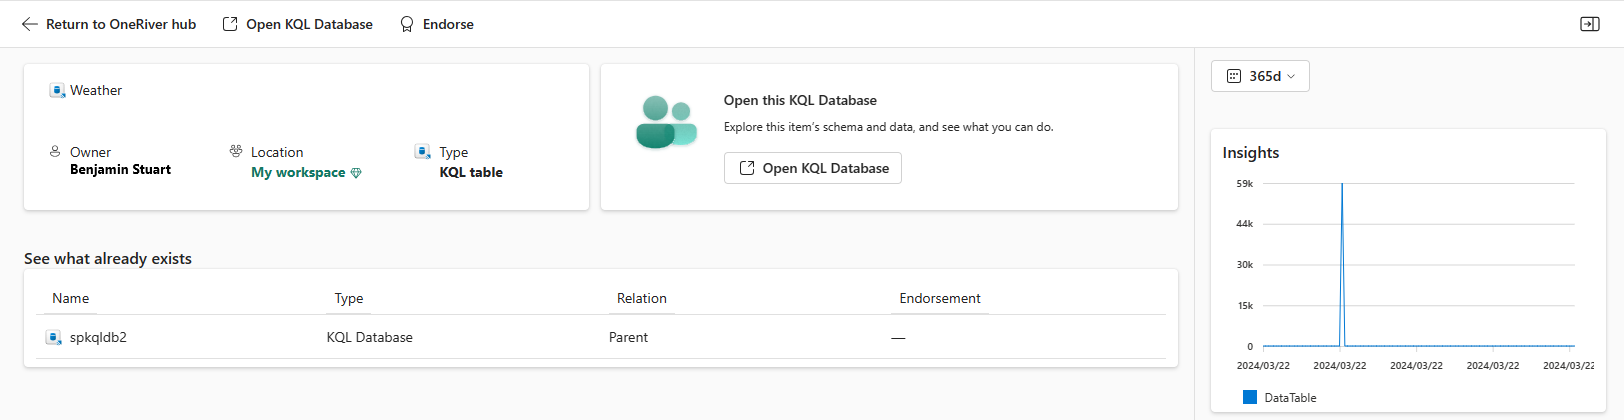 Return to OneRiver hub
Open KQL Database
Endorse
Weather
Owner
Benjamin Stuart
Location
My workspace
Type
KQL table
Open this KQL Database
Explore this item's schema and data, and see what you can do.
Open KQL Database
See what already exists
Name Type Relation Endorsement
spkqldb2 KQL Database Parent —
365d
Insights
59k
44k
30k
15k
0
2024/03/22 2024/03/22 2024/03/22 2024/03/22 2024/03/22
DataTable